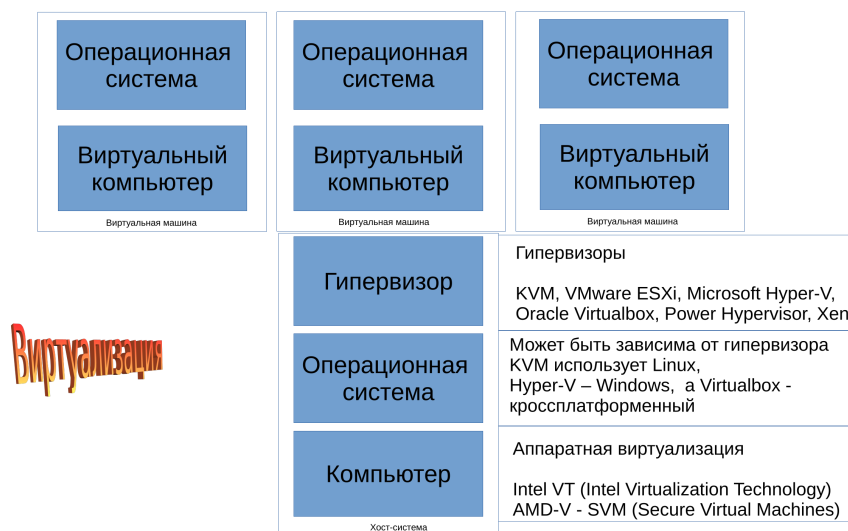 Операционная
система
Виртуальный
компьютер
Виртуальная машина
Операционная
система
Виртуальный
компьютер
Виртуальная машина
Операционная
система
Виртуальный
компьютер
Виртуальная машина
Виртуализация
Гипервизор
Операционная
система
Компьютер
Хост-система
Гипервизоры
KVM, VMware ESXi, Microsoft Hyper-V,
Oracle Virtualbox, Power Hypervisor, Xen
Может быть зависима от гипервизора
KVM использует Linux,
Hyper-V – Windows, а Virtualbox -
кроссплатформенный
Аппаратная виртуализация
Intel VT (Intel Virtualization Technology)
AMD-V - SVM (Secure Virtual Machines)